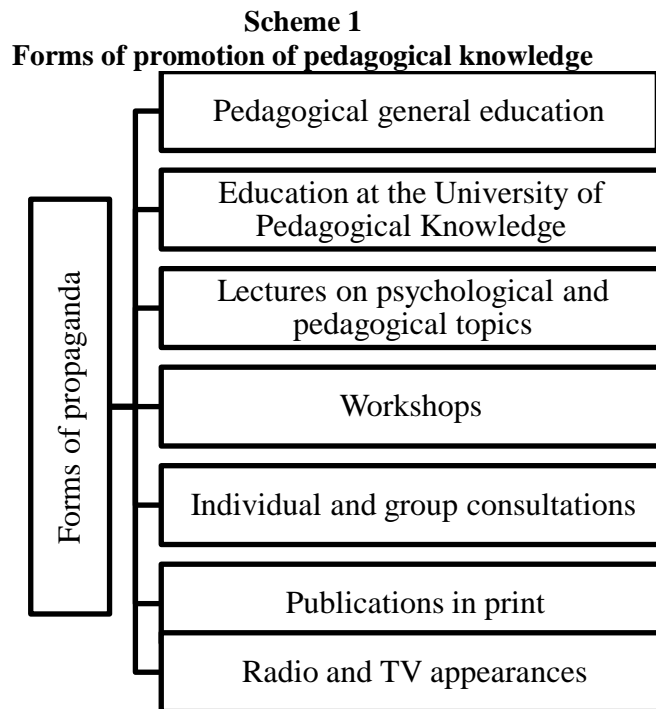 Scheme 1
Forms of promotion of pedagogical knowledge
Forms of propaganda
Pedagogical general education
Education at the University of
Pedagogical Knowledge
Lectures on psychological and
pedagogical topics
Workshops
Individual and group consultations
Publications in print
Radio and TV appearances